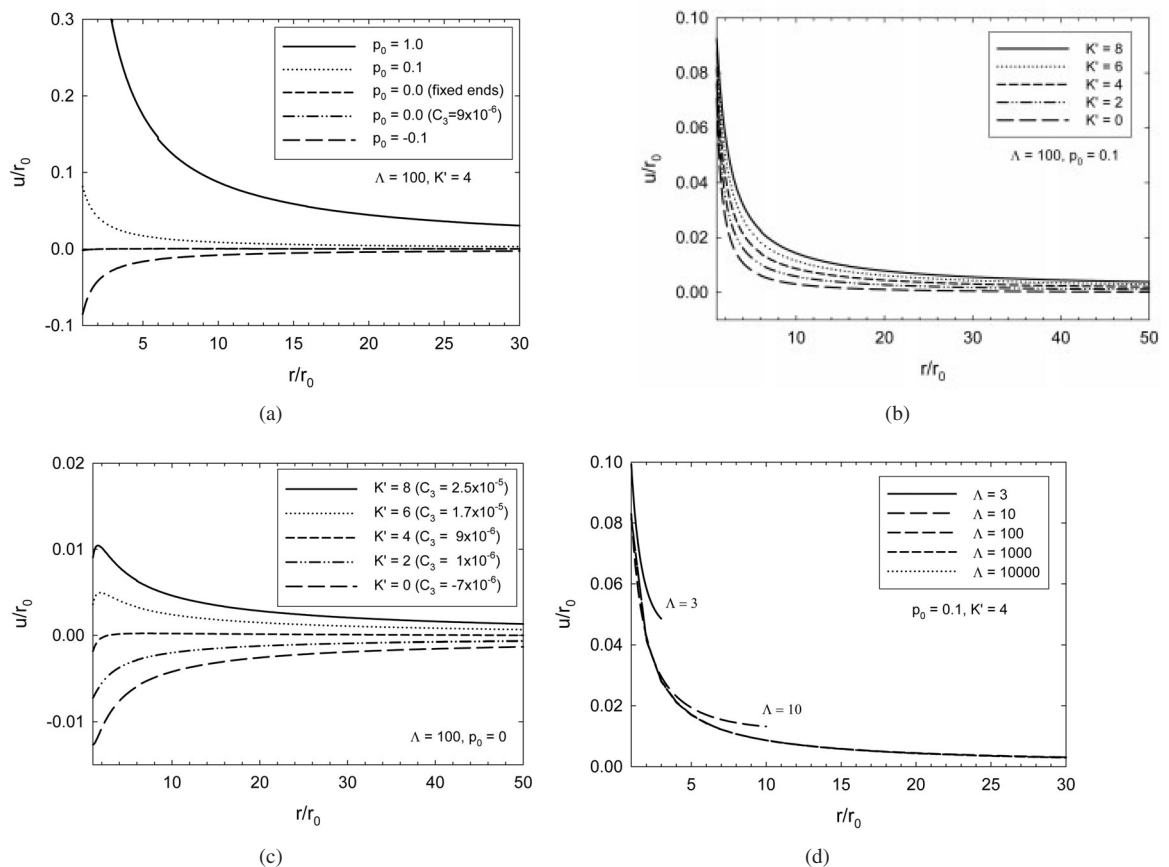 0.3
0.2
0.1
0.0
-0.1
u/r₀
5 10 15 20 25 30
r/r₀
p₀ = 1.0
p₀ = 0.1
p₀ = 0.0 (fixed ends)
p₀ = 0.0 (C₃=9x10⁻⁶)
p₀ = -0.1
Λ = 100, K' = 4
(a)
0.10
0.08
0.06
0.04
0.02
0.00
u/r₀
10 20 30 40 50
r/r₀
K' = 8
K' = 6
K' = 4
K' = 2
K' = 0
Λ = 100, p₀ = 0.1
(b)
0.02
0.01
0.00
-0.01
u/r₀
10 20 30 40 50
r/r₀
K' = 8 (C₃ = 2.5x10⁻⁵)
K' = 6 (C₃ = 1.7x10⁻⁵)
K' = 4 (C₃ = 9x10⁻⁶)
K' = 2 (C₃ = 1x10⁻⁶)
K' = 0 (C₃ = -7x10⁻⁶)
Λ = 100, p₀ = 0
(c)
0.10
0.08
0.06
0.04
0.02
0.00
u/r₀
5 10 15 20 25 30
r/r₀
Λ = 3
Λ = 10
Λ = 100
Λ = 1000
Λ = 10000
p₀ = 0.1, K' = 4
Λ = 3
Λ = 10
(d)